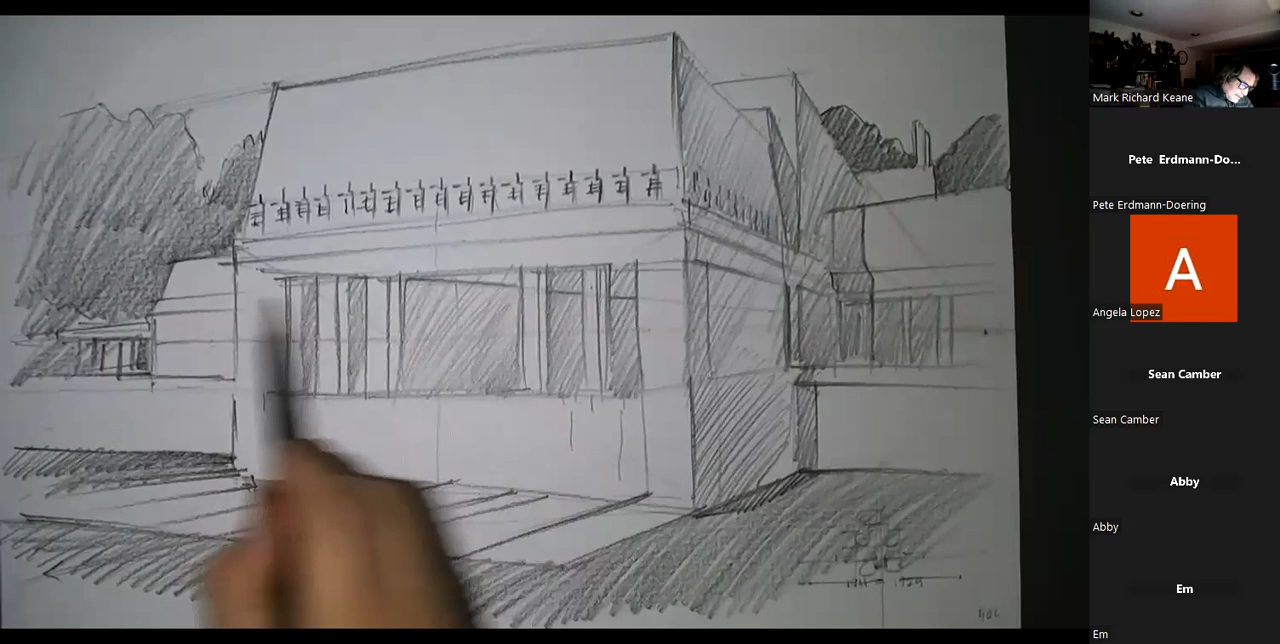 Mark Richard Keane
Pete Erdmann-Do...
Pete Erdmann-Doering
A
Angela Lopez
Sean Camber
Sean Camber
Abby
Abby
Em
Em